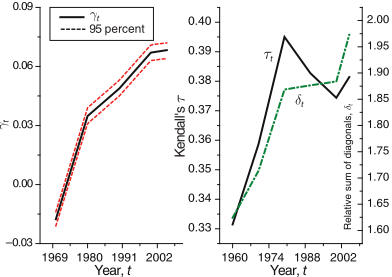 0.09
0.06
0.03
0.00
−0.03
γt
γt
95 percent
1969 1980 1991 2002
Year, t
0.40
0.39
0.38
0.37
0.36
0.35
0.34
0.33
Kendall's τ
τt
δt
1960 1974 1988 2002
Year, t
2.00
1.95
1.90
1.85
1.80
1.75
1.70
1.65
1.60
Relative sum of diagonals, δt